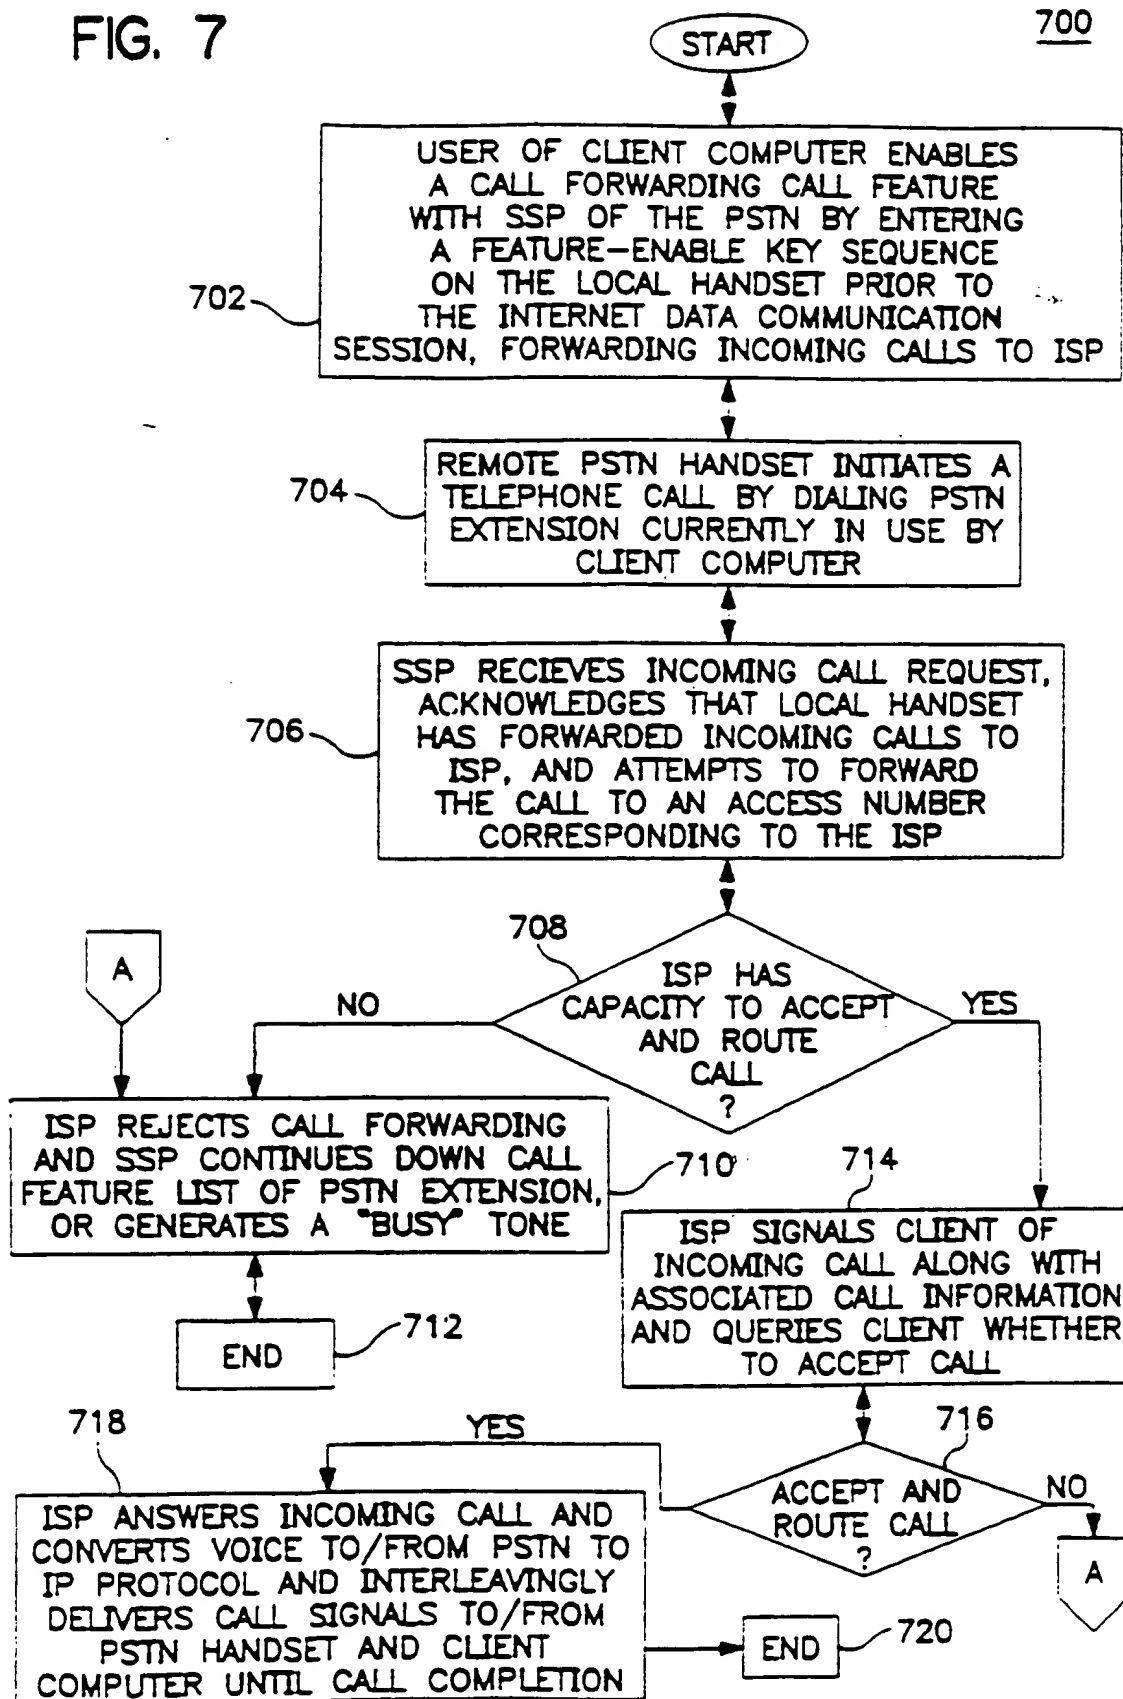 FIG. 7
700
START
USER OF CLIENT COMPUTER ENABLES
A CALL FORWARDING CALL FEATURE
WITH SSP OF THE PSTN BY ENTERING
A FEATURE-ENABLE KEY SEQUENCE
ON THE LOCAL HANDSET PRIOR TO
THE INTERNET DATA COMMUNICATION
SESSION, FORWARDING INCOMING CALLS TO ISP
702
REMOTE PSTN HANDSET INITIATES A
TELEPHONE CALL BY DIALING PSTN
EXTENSION CURRENTLY IN USE BY
CLIENT COMPUTER
704
SSP RECIEVES INCOMING CALL REQUEST,
ACKNOWLEDGES THAT LOCAL HANDSET
HAS FORWARDED INCOMING CALLS TO
ISP, AND ATTEMPTS TO FORWARD
THE CALL TO AN ACCESS NUMBER
CORRESPONDING TO THE ISP
706
708
ISP HAS
CAPACITY TO ACCEPT
AND ROUTE
CALL
?
NO
YES
A
ISP REJECTS CALL FORWARDING
AND SSP CONTINUES DOWN CALL
FEATURE LIST OF PSTN EXTENSION,
OR GENERATES A "BUSY" TONE
710
END
712
714
ISP SIGNALS CLIENT OF
INCOMING CALL ALONG WITH
ASSOCIATED CALL INFORMATION
AND QUERIES CLIENT WHETHER
TO ACCEPT CALL
716
ACCEPT AND
ROUTE CALL
?
YES
NO
A
718
ISP ANSWERS INCOMING CALL AND
CONVERTS VOICE TO/FROM PSTN TO
IP PROTOCOL AND INTERLEAVINGLY
DELIVERS CALL SIGNALS TO/FROM
PSTN HANDSET AND CLIENT
COMPUTER UNTIL CALL COMPLETION
END
720